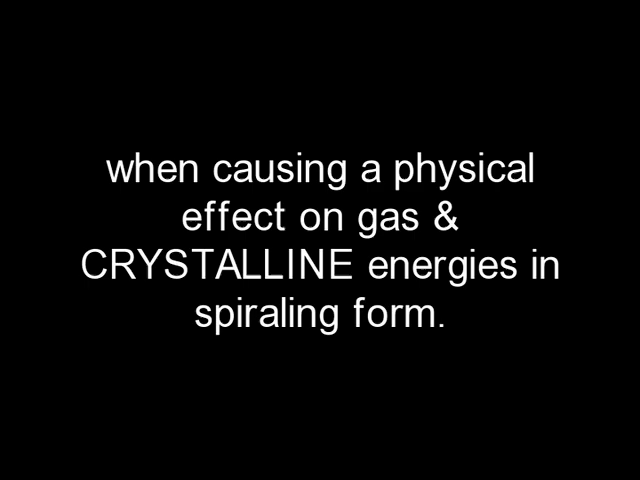 when causing a physical
effect on gas &
CRYSTALLINE energies in
spiraling form.